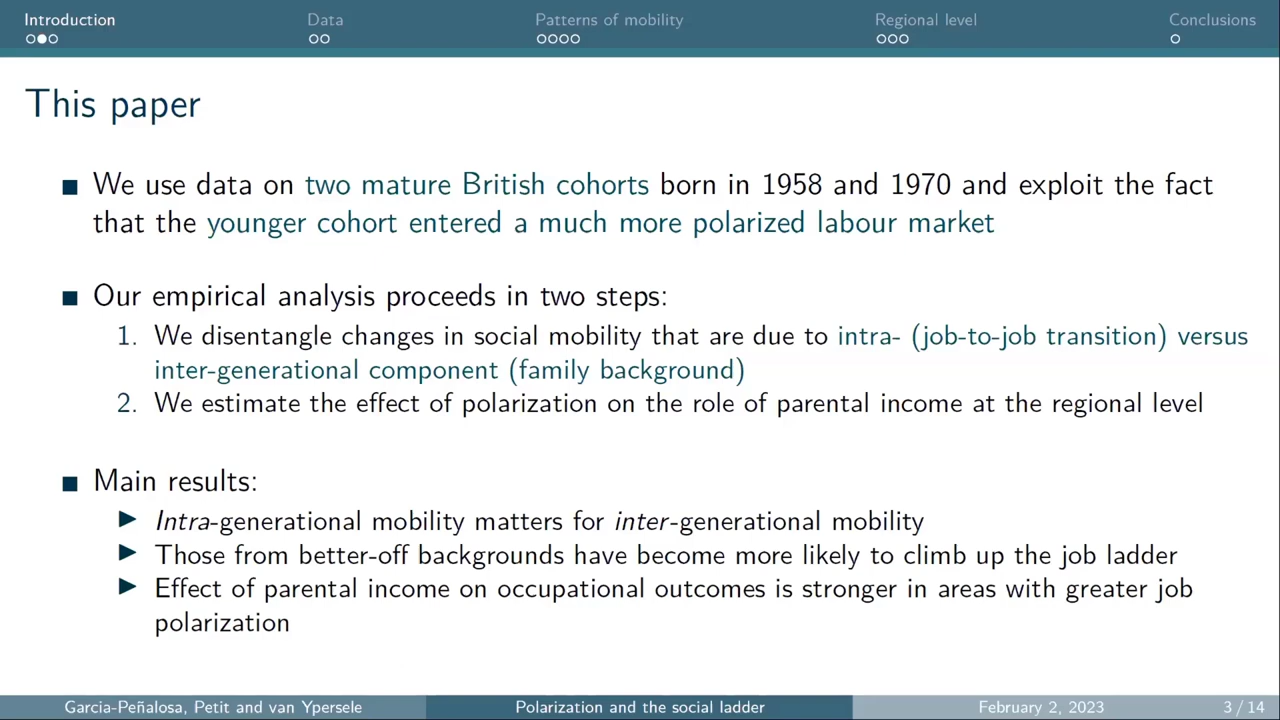 Introduction
Data
Patterns of mobility
Regional level
Conclusions
This paper
We use data on two mature British cohorts born in 1958 and 1970 and exploit the fact
that the younger cohort entered a much more polarized labour market
Our empirical analysis proceeds in two steps:
1. We disentangle changes in social mobility that are due to intra- (job-to-job transition) versus
inter-generational component (family background)
2. We estimate the effect of polarization on the role of parental income at the regional level
Main results:
Intra-generational mobility matters for inter-generational mobility
Those from better-off backgrounds have become more likely to climb up the job ladder
Effect of parental income on occupational outcomes is stronger in areas with greater job
polarization
Garcia-Peñalosa, Petit and van Ypersele
Polarization and the social ladder
February 2, 2023
3 / 14